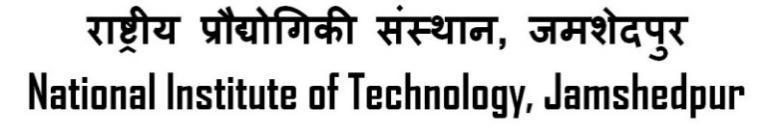 राष्ट्रीय प्रौद्योगिकी संस्थान, जमशेदपुर
National Institute of Technology, Jamshedpur